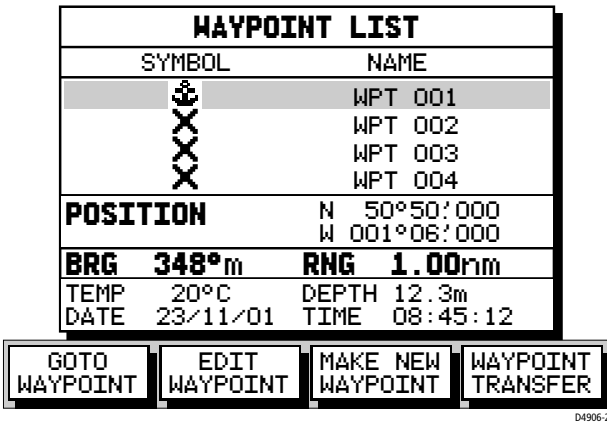 WAYPOINT LIST
SYMBOL NAME
WPT 001
WPT 002
WPT 003
WPT 004
POSITION N 50°50'.000
W 001°06'.000
BRG 348°m RNG 1.00nm
TEMP 20°C DEPTH 12.3m
DATE 23/11/01 TIME 08:45:12
GOTO WAYPOINT
EDIT WAYPOINT
MAKE NEW WAYPOINT
WAYPOINT TRANSFER
D4906-2